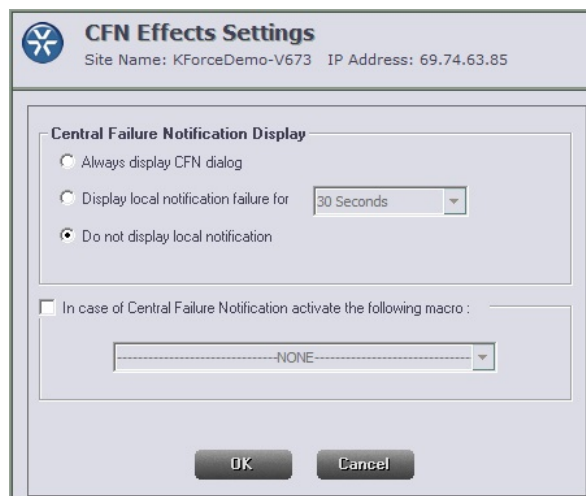 CFN Effects Settings
Site Name: KForceDemo-V673 IP Address: 69.74.63.85
Central Failure Notification Display
Always display CFN dialog
Display local notification failure for 30 Seconds
Do not display local notification
In case of Central Failure Notification activate the following macro :
--------------------------------NONE--------------------------------
OK Cancel